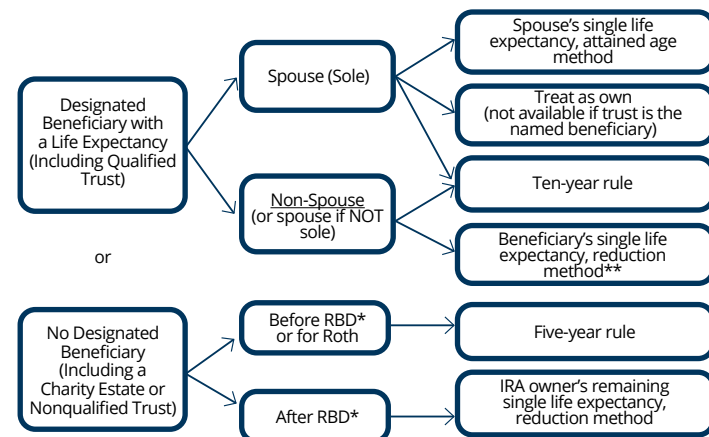 Designated
Beneficiary with
a Life Expectancy
(Including Qualified
Trust)
Spouse (Sole)
Spouse’s single life
expectancy, attained age
method
Treat as own
(not available if trust is the
named beneficiary)
Non-Spouse
(or spouse if NOT
sole)
Ten-year rule
Beneficiary’s single life
expectancy, reduction
method**
or
No Designated
Beneficiary
(Including a
Charity Estate or
Nonqualified Trust)
Before RBD*
or for Roth
Five-year rule
After RBD*
IRA owner’s remaining
single life expectancy,
reduction method